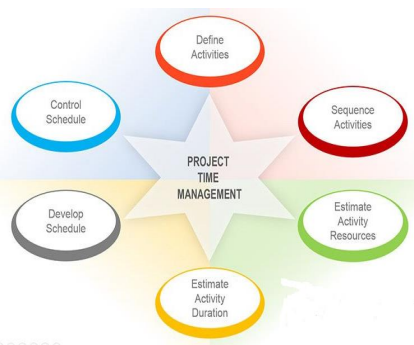 Define
Activities
Control
Schedule
Sequence
Activities
PROJECT
TIME
MANAGEMENT
Develop
Schedule
Estimate
Activity
Resources
Estimate
Activity
Duration